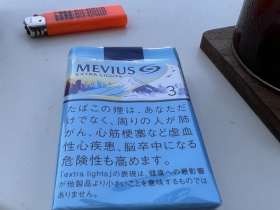 MEVIUS
EXTRA LIGHTS
3
たばこの煙は、あなただ
けでなく、周りの人が肺
がん、心筋梗塞など虚血
性心疾患、脳卒中になる
危険性も高めます。
「extra lights」の表現は、健康への悪影響
が他製品より小さいことを意味するものではあ
りません。